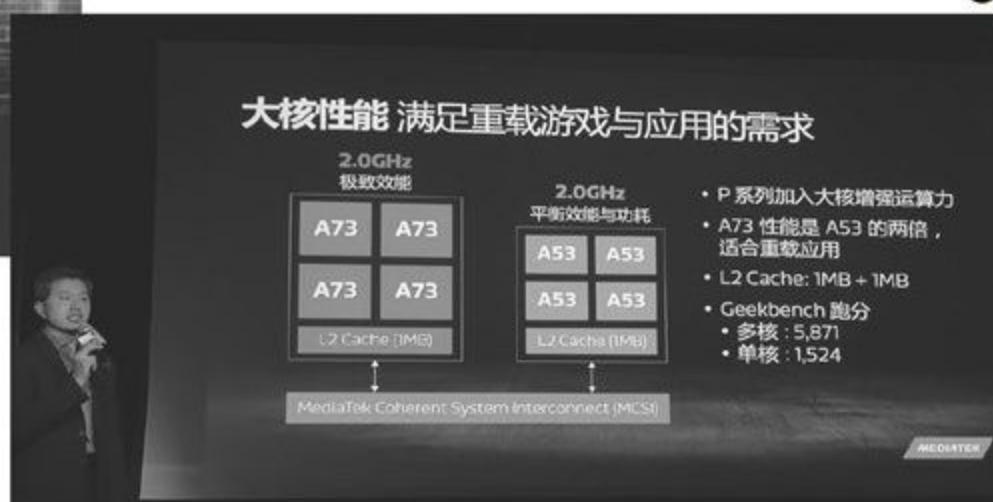 大核性能 满足重载游戏与应用的需求
2.0GHz
极致效能
A73 A73
A73 A73
L2 Cache (1MB)
2.0GHz
平衡效能与功耗
A53 A53
A53 A53
L2 Cache (1MB)
MediaTek Coherent System Interconnect (MCSI)
• P 系列加入大核增强运算力
• A73 性能是 A53 的两倍，
适合重载应用
• L2 Cache: 1MB + 1MB
• Geekbench 跑分
• 多核 : 5,871
• 单核 : 1,524
MEDIATEK